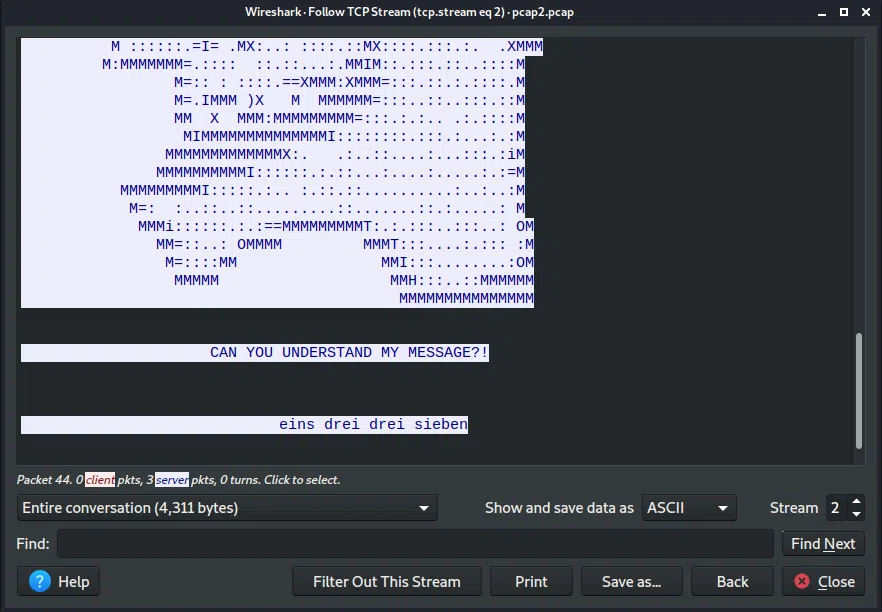 Wireshark · Follow TCP Stream (tcp.stream eq 2) · pcap2.pcap
M ::::::.=I= .MX:..: ::::.::MX::::.:::.:.  .XMMM
M:MMMMMMM=.::::  ::.::...:.MMIM::.:::.::..::::M
M=:: : ::::.==XMMM:XMMM=:::::.::::.::::.M
M=.IMMM )X   M  MMMMMM=:::..::..:::.::M
MM  X  MMM:MMMMMMMMM=:::.:.:.. .:.::::M
MIMMMMMMMMMMMMMMI::::::::.:::.:...:.:M
MMMMMMMMMMMMMX:.   .:..::....:...:::.:iM
MMMMMMMMMMI::::::.:.::...:....:.....:.:=M
MMMMMMMMMI:::::.:.. :.::.::..........:..:..:M
M=:  :..::..::.........::.......::.:.....: M
MMMi::::::.:.:==MMMMMMMMMT:.:.:::..:::..: OM
MM=::..: OMMMM         MMMT:::....:.::: :M
M=::::MM                MMI:::........:OM
MMMMM                   MMH:::..::MMMMMM
MMMMMMMMMMMMMMM
CAN YOU UNDERSTAND MY MESSAGE?!
eins drei drei sieben
Packet 44. 0 client pkts, 3 server pkts, 0 turns. Click to select.
Entire conversation (4,311 bytes) Show and save data as ASCII Stream 2
Find: Find Next
? Help Filter Out This Stream Print Save as... Back Close